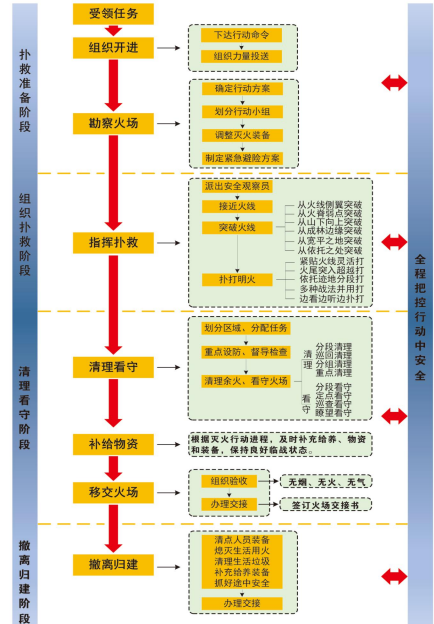 受领任务
扑救准备阶段
组织开进
下达行动命令
组织力量投送
勘察火场
确定行动方案
划分行动小组
调整灭火装备
制定紧急避险方案
组织扑救阶段
指挥扑救
派出安全观察员
接近火线
突破火线
从火线侧翼突破
从火脊弱点突破
从山下向上突破
从成林边缘突破
从宽平之地突破
从依托之处突破
扑打明火
紧贴火线灵活打
火尾突入超越打
依托迹地分段打
多种战法并用打
边看边听边扑打
清理看守阶段
清理看守
划分区域、分配任务
重点设防、督导检查
清理余火、看守火场
清理
分段清理
巡回清理
分组清理
重点清理
看守
分段看守
定点看守
巡查看守
瞭望看守
补给物资
根据灭火行动进程，及时补充给养、物资
和装备，保持良好临战状态。
移交火场
组织验收
无烟、无火、无气
办理交接
签订火场交接书
撤离归建阶段
撤离归建
清点人员装备
熄灭生活用火
清理生活垃圾
补充给养装备
抓好途中安全
办理交接
全程把控行动中安全